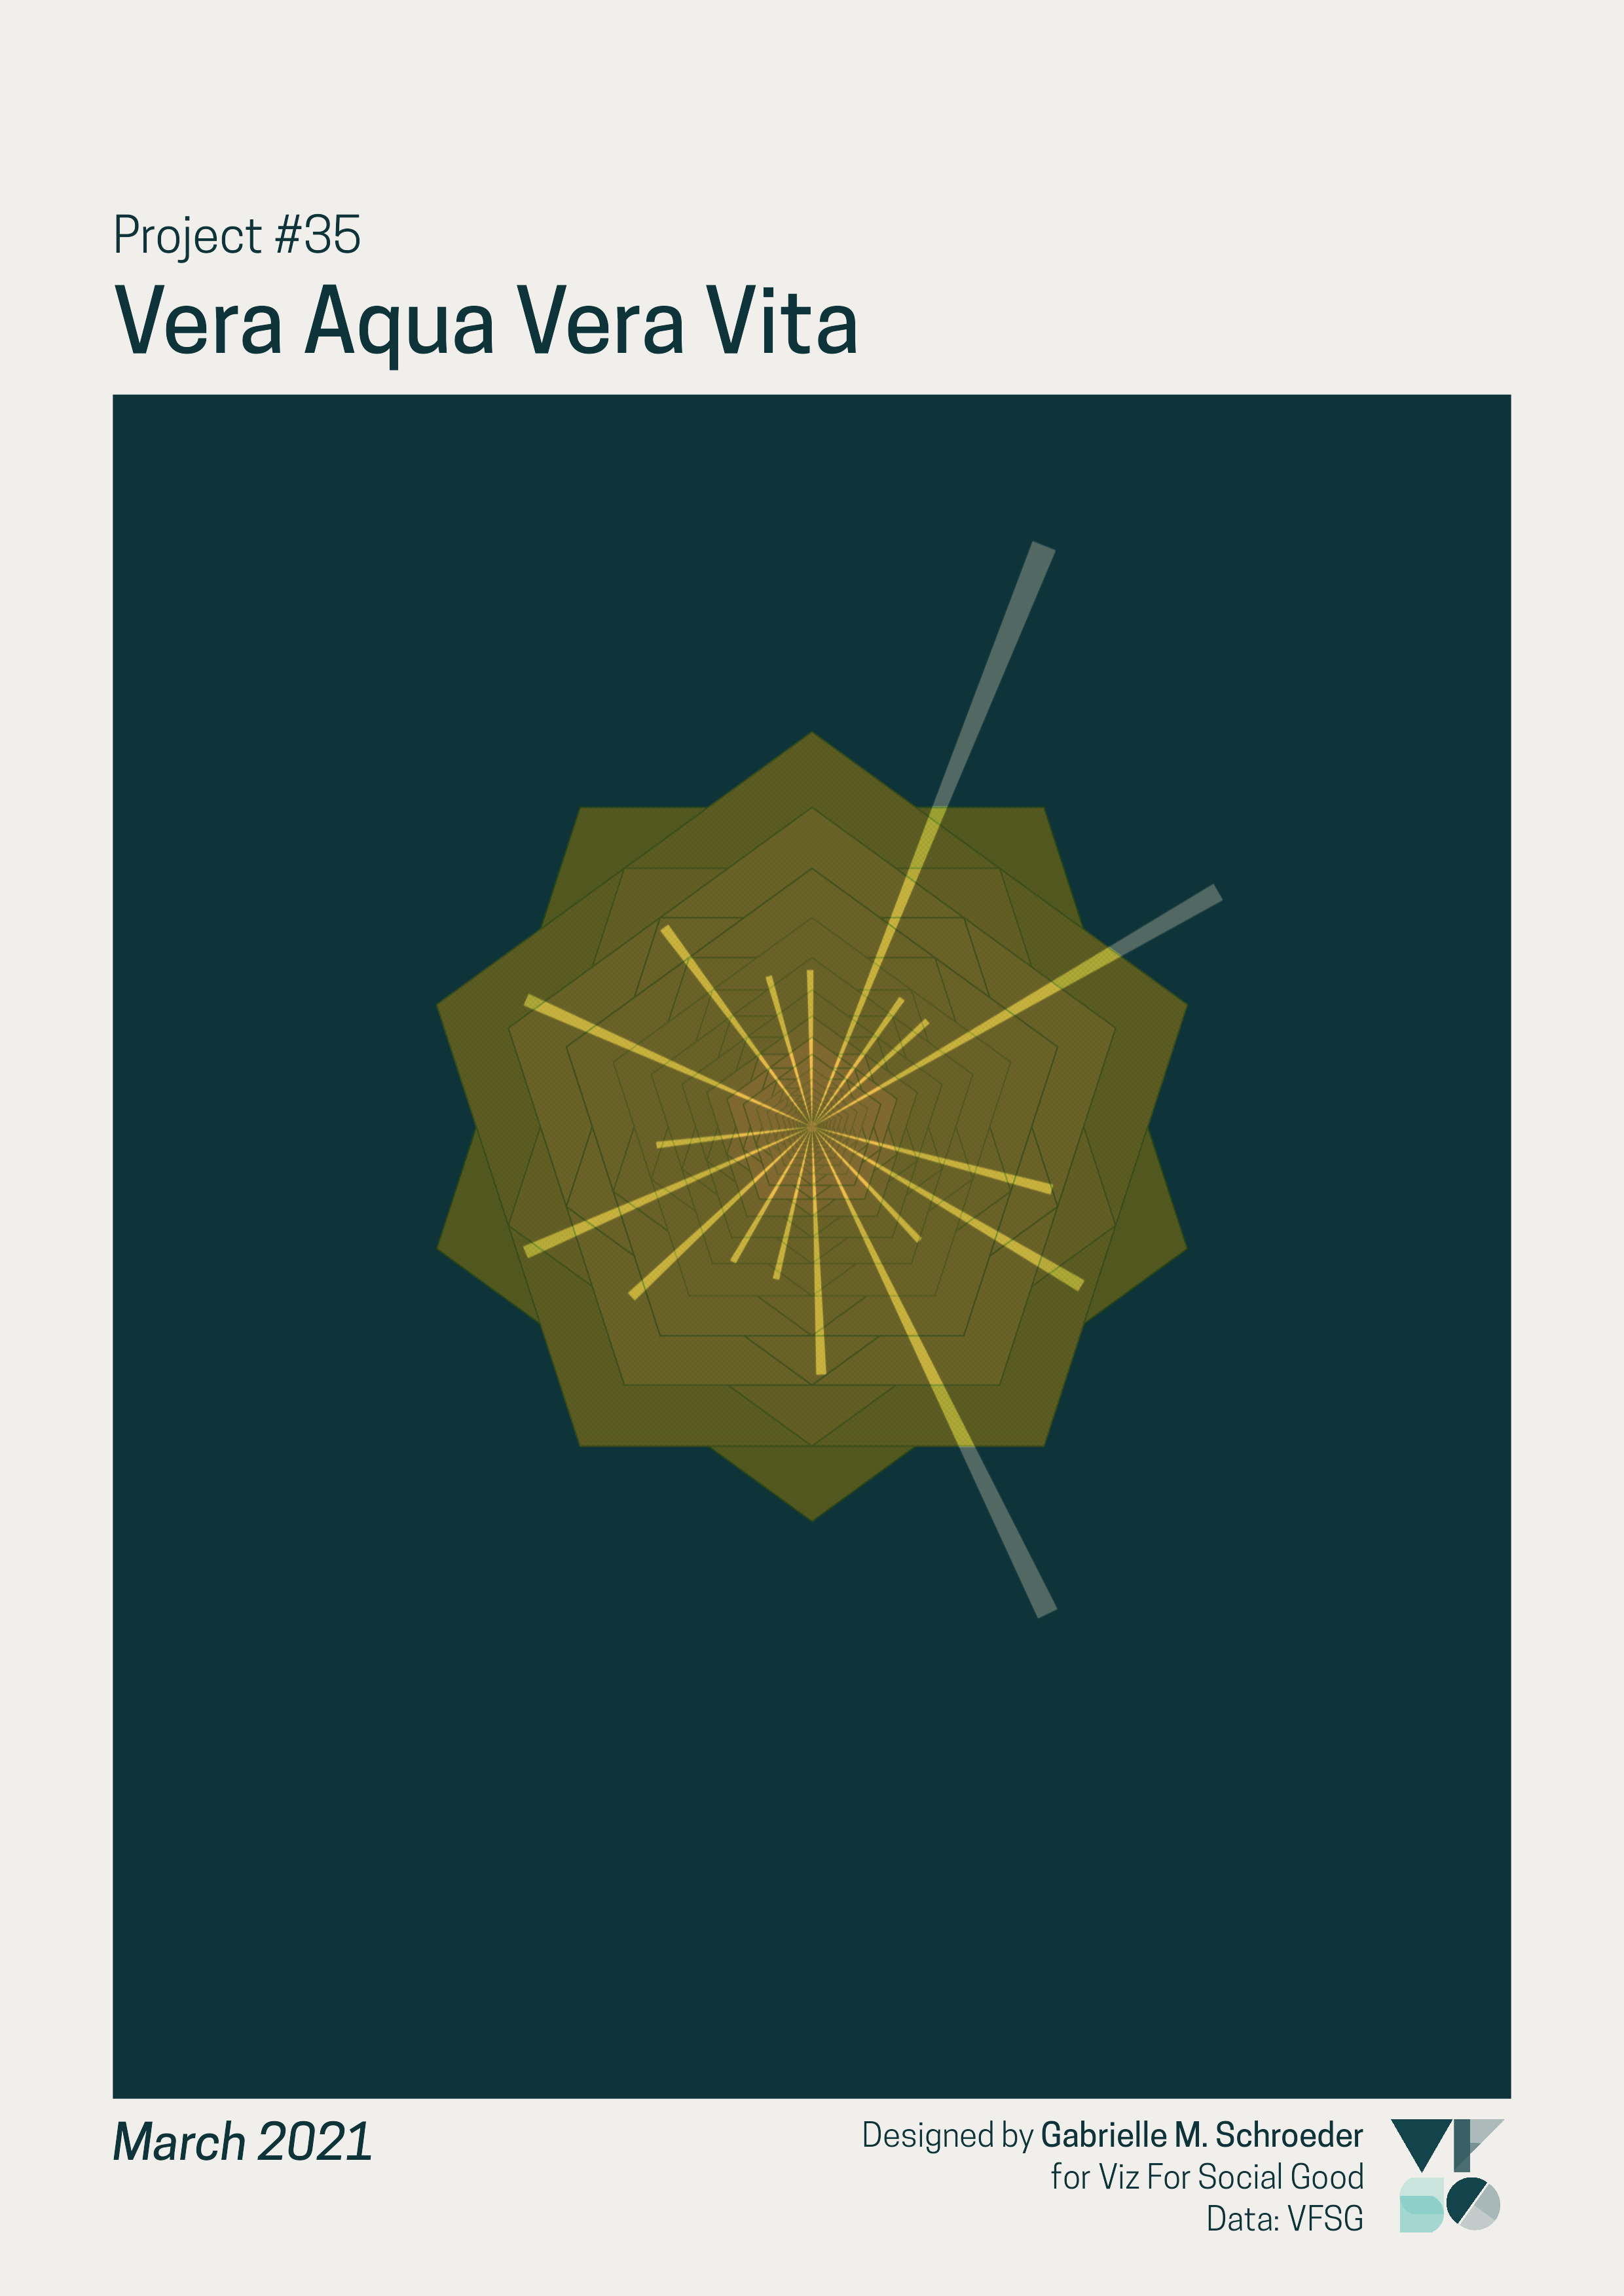 Project #35
Vera Aqua Vera Vita
March 2021
Designed by Gabrielle M. Schroeder
for Viz For Social Good
Data: VFSG